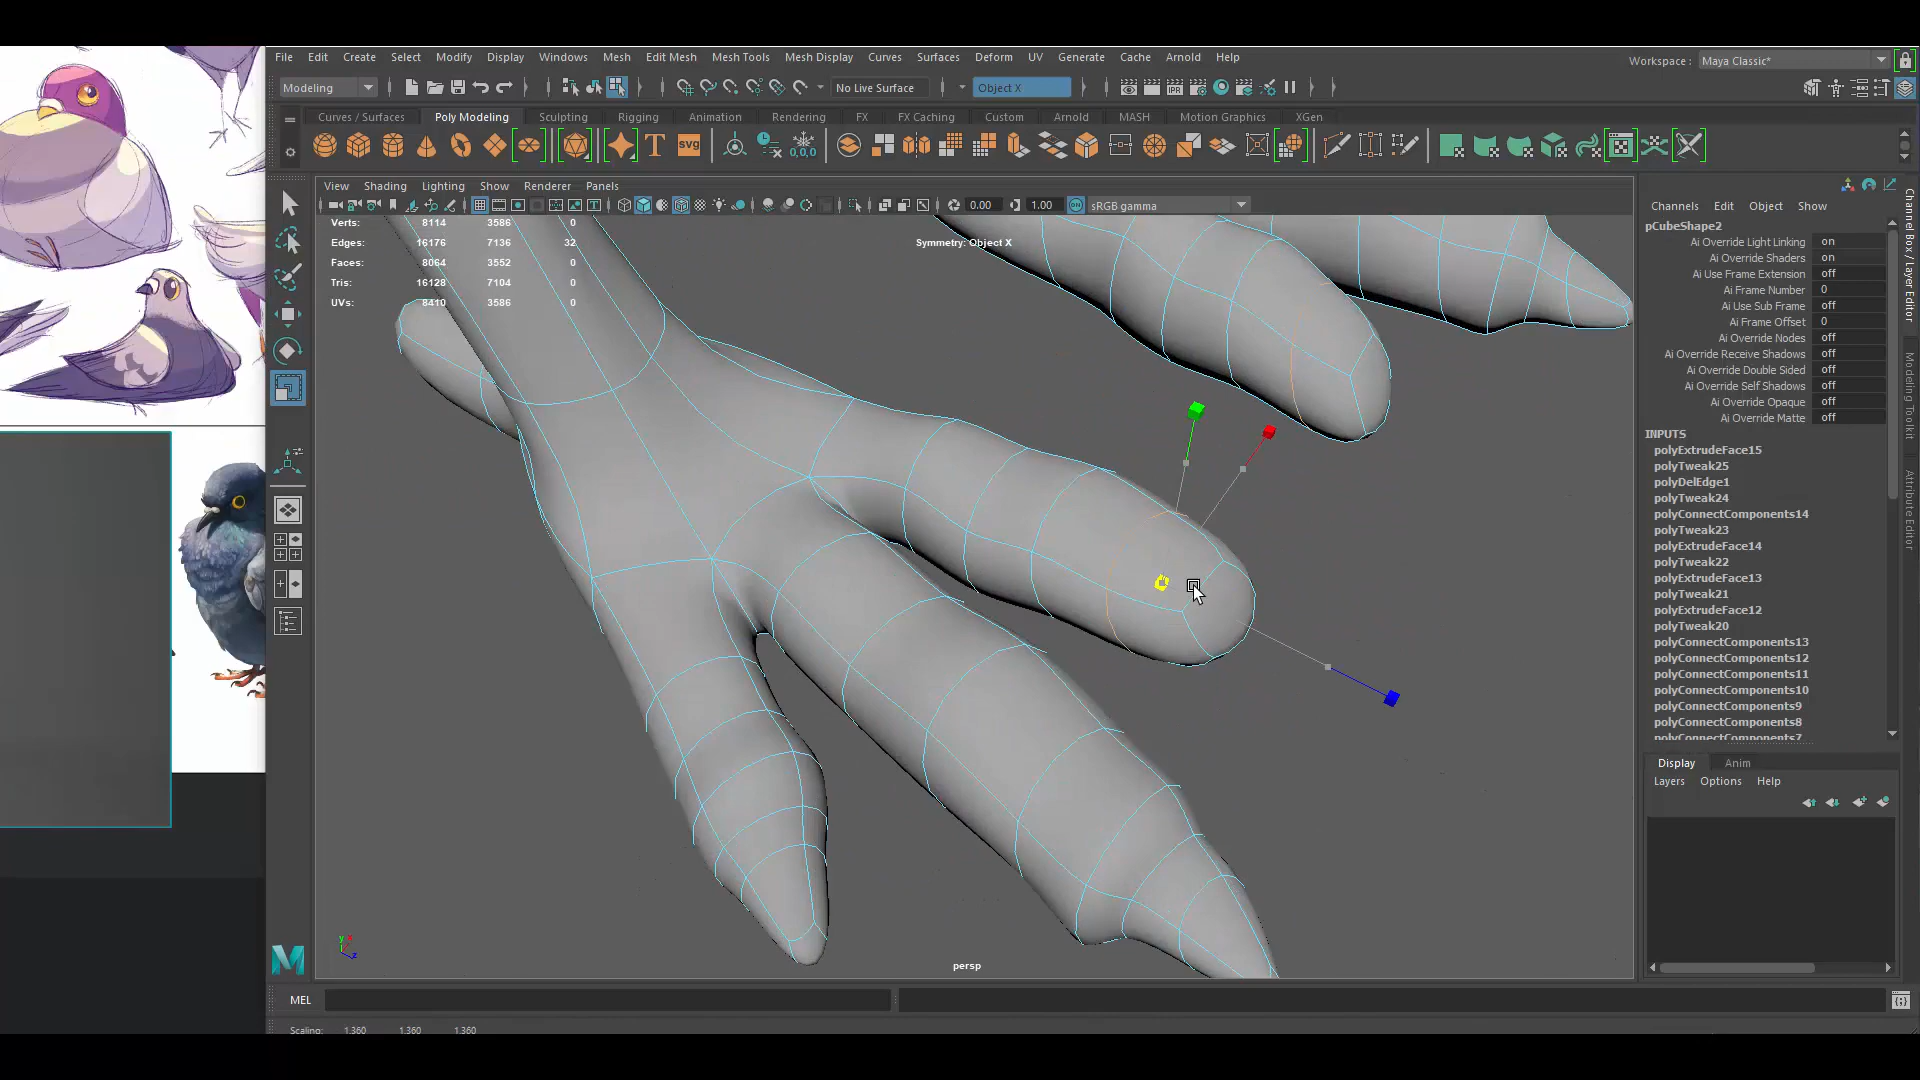 File Edit Create Select Modify Display Windows Mesh Edit Mesh Mesh Tools Mesh Display Curves Surfaces Deform UV Generate Cache Arnold Help
Workspace : Maya Classic*
Modeling No Live Surface Object X
Curves / Surfaces Poly Modeling Sculpting Rigging Animation Rendering FX FX Caching Custom Arnold MASH Motion Graphics XGen
T svg 0,0,0
View Shading Lighting Show Renderer Panels
0.00 1.00 sRGB gamma
Verts: 8114 3586 0
Edges: 16176 7136 32
Faces: 8064 3552 0
Tris: 16128 7104 0
UVs: 8410 3586 0
Symmetry: Object X
persp
Channels Edit Object Show
pCubeShape2
Ai Override Light Linking on
Ai Override Shaders on
Ai Use Frame Extension off
Ai Frame Number 0
Ai Use Sub Frame off
Ai Frame Offset 0
Ai Override Nodes off
Ai Override Receive Shadows off
Ai Override Double Sided off
Ai Override Self Shadows off
Ai Override Opaque off
Ai Override Matte off
INPUTS
polyExtrudeFace15
polyTweak25
polyDelEdge1
polyTweak24
polyConnectComponents14
polyTweak23
polyExtrudeFace14
polyTweak22
polyExtrudeFace13
polyTweak21
polyExtrudeFace12
polyTweak20
polyConnectComponents13
polyConnectComponents12
polyConnectComponents11
polyConnectComponents10
polyConnectComponents9
polyConnectComponents8
polyConnectComponents7
Display Anim
Layers Options Help
Channel Box / Layer Editor
Modeling Toolkit
Attribute Editor
MEL
Scaling: 1.360 1.360 1.360